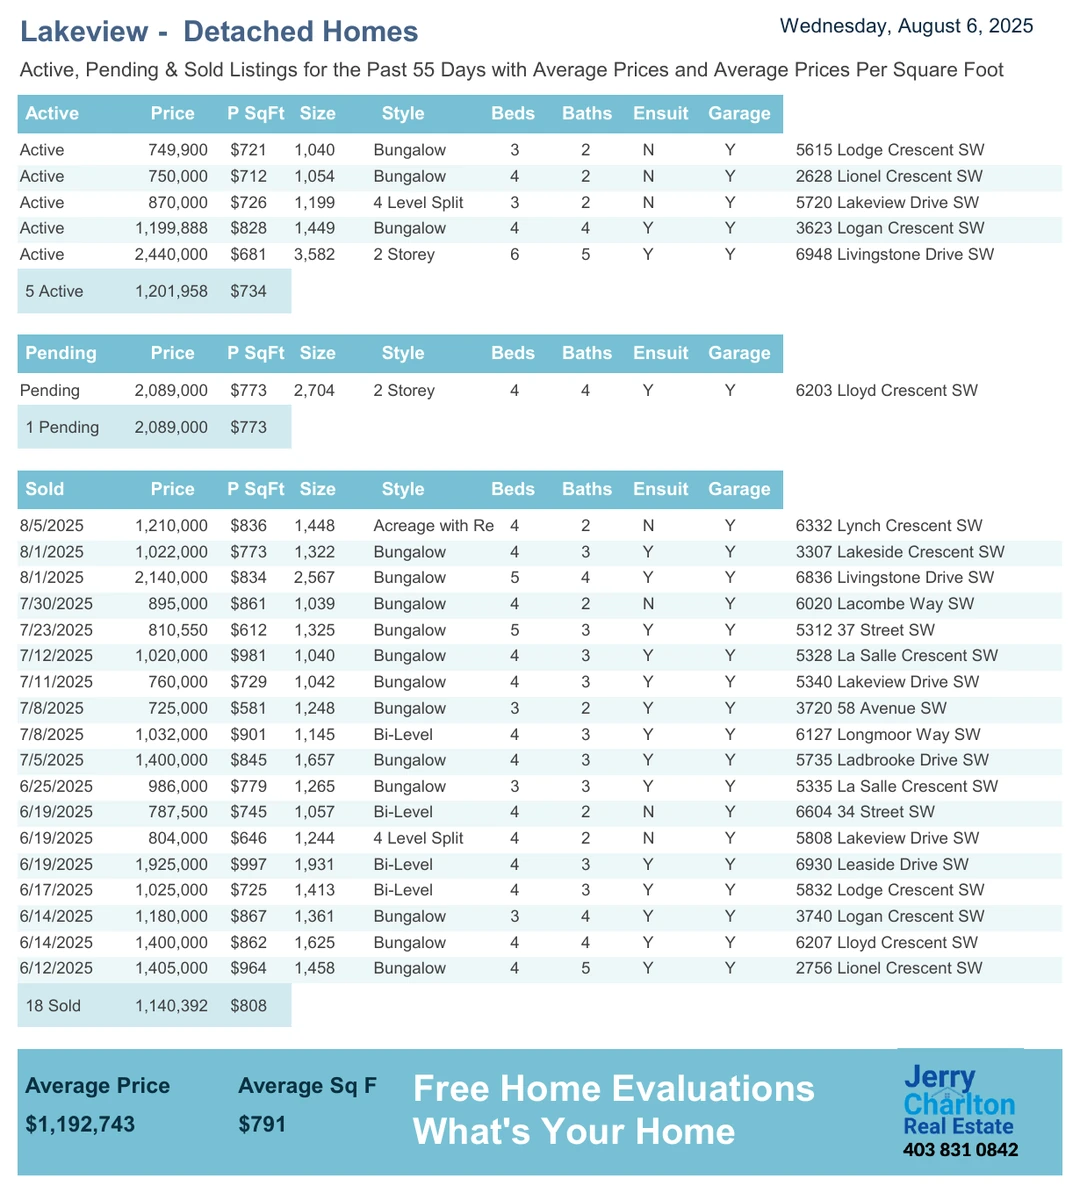 Lakeview - Detached Homes
Wednesday, August 6, 2025
Active, Pending & Sold Listings for the Past 55 Days with Average Prices and Average Prices Per Square Foot
Active Price P SqFt Size Style Beds Baths Ensuit Garage
Active 749,900 $721 1,040 Bungalow 3 2 N Y 5615 Lodge Crescent SW
Active 750,000 $712 1,054 Bungalow 4 2 N Y 2628 Lionel Crescent SW
Active 870,000 $726 1,199 4 Level Split 3 2 N Y 5720 Lakeview Drive SW
Active 1,199,888 $828 1,449 Bungalow 4 4 Y Y 3623 Logan Crescent SW
Active 2,440,000 $681 3,582 2 Storey 6 5 Y Y 6948 Livingstone Drive SW
5 Active 1,201,958 $734
Pending Price P SqFt Size Style Beds Baths Ensuit Garage
Pending 2,089,000 $773 2,704 2 Storey 4 4 Y Y 6203 Lloyd Crescent SW
1 Pending 2,089,000 $773
Sold Price P SqFt Size Style Beds Baths Ensuit Garage
8/5/2025 1,210,000 $836 1,448 Acreage with Re 4 2 N Y 6332 Lynch Crescent SW
8/1/2025 1,022,000 $773 1,322 Bungalow 4 3 Y Y 3307 Lakeside Crescent SW
8/1/2025 2,140,000 $834 2,567 Bungalow 5 4 Y Y 6836 Livingstone Drive SW
7/30/2025 895,000 $861 1,039 Bungalow 4 2 N Y 6020 Lacombe Way SW
7/23/2025 810,550 $612 1,325 Bungalow 5 3 Y Y 5312 37 Street SW
7/12/2025 1,020,000 $981 1,040 Bungalow 4 3 Y Y 5328 La Salle Crescent SW
7/11/2025 760,000 $729 1,042 Bungalow 4 3 Y Y 5340 Lakeview Drive SW
7/8/2025 725,000 $581 1,248 Bungalow 3 2 Y Y 3720 58 Avenue SW
7/8/2025 1,032,000 $901 1,145 Bi-Level 4 3 Y Y 6127 Longmoor Way SW
7/5/2025 1,400,000 $845 1,657 Bungalow 4 3 Y Y 5735 Ladbrooke Drive SW
6/25/2025 986,000 $779 1,265 Bungalow 3 3 Y Y 5335 La Salle Crescent SW
6/19/2025 787,500 $745 1,057 Bi-Level 4 2 N Y 6604 34 Street SW
6/19/2025 804,000 $646 1,244 4 Level Split 4 2 N Y 5808 Lakeview Drive SW
6/19/2025 1,925,000 $997 1,931 Bi-Level 4 3 Y Y 6930 Leaside Drive SW
6/17/2025 1,025,000 $725 1,413 Bi-Level 4 3 Y Y 5832 Lodge Crescent SW
6/14/2025 1,180,000 $867 1,361 Bungalow 3 4 Y Y 3740 Logan Crescent SW
6/14/2025 1,400,000 $862 1,625 Bungalow 4 4 Y Y 6207 Lloyd Crescent SW
6/12/2025 1,405,000 $964 1,458 Bungalow 4 5 Y Y 2756 Lionel Crescent SW
18 Sold 1,140,392 $808
Average Price Average Sq F
$1,192,743 $791
Free Home Evaluations
What's Your Home
Jerry
Charlton
Real Estate
403 831 0842